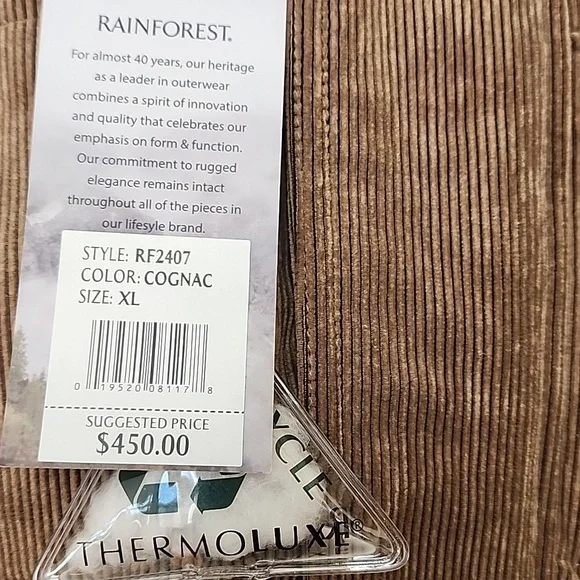 RAINFOREST®
For almost 40 years, our heritage
as a leader in outerwear
combines a spirit of innovation
and quality that celebrates our
emphasis on form & function.
Our commitment to rugged
elegance remains intact
throughout all of the pieces in
our lifesyle brand.
STYLE: RF2407
COLOR: COGNAC
SIZE: XL
0 19520 08117 8
SUGGESTED PRICE
$450.00
CYCLE
THERMOLUXE®